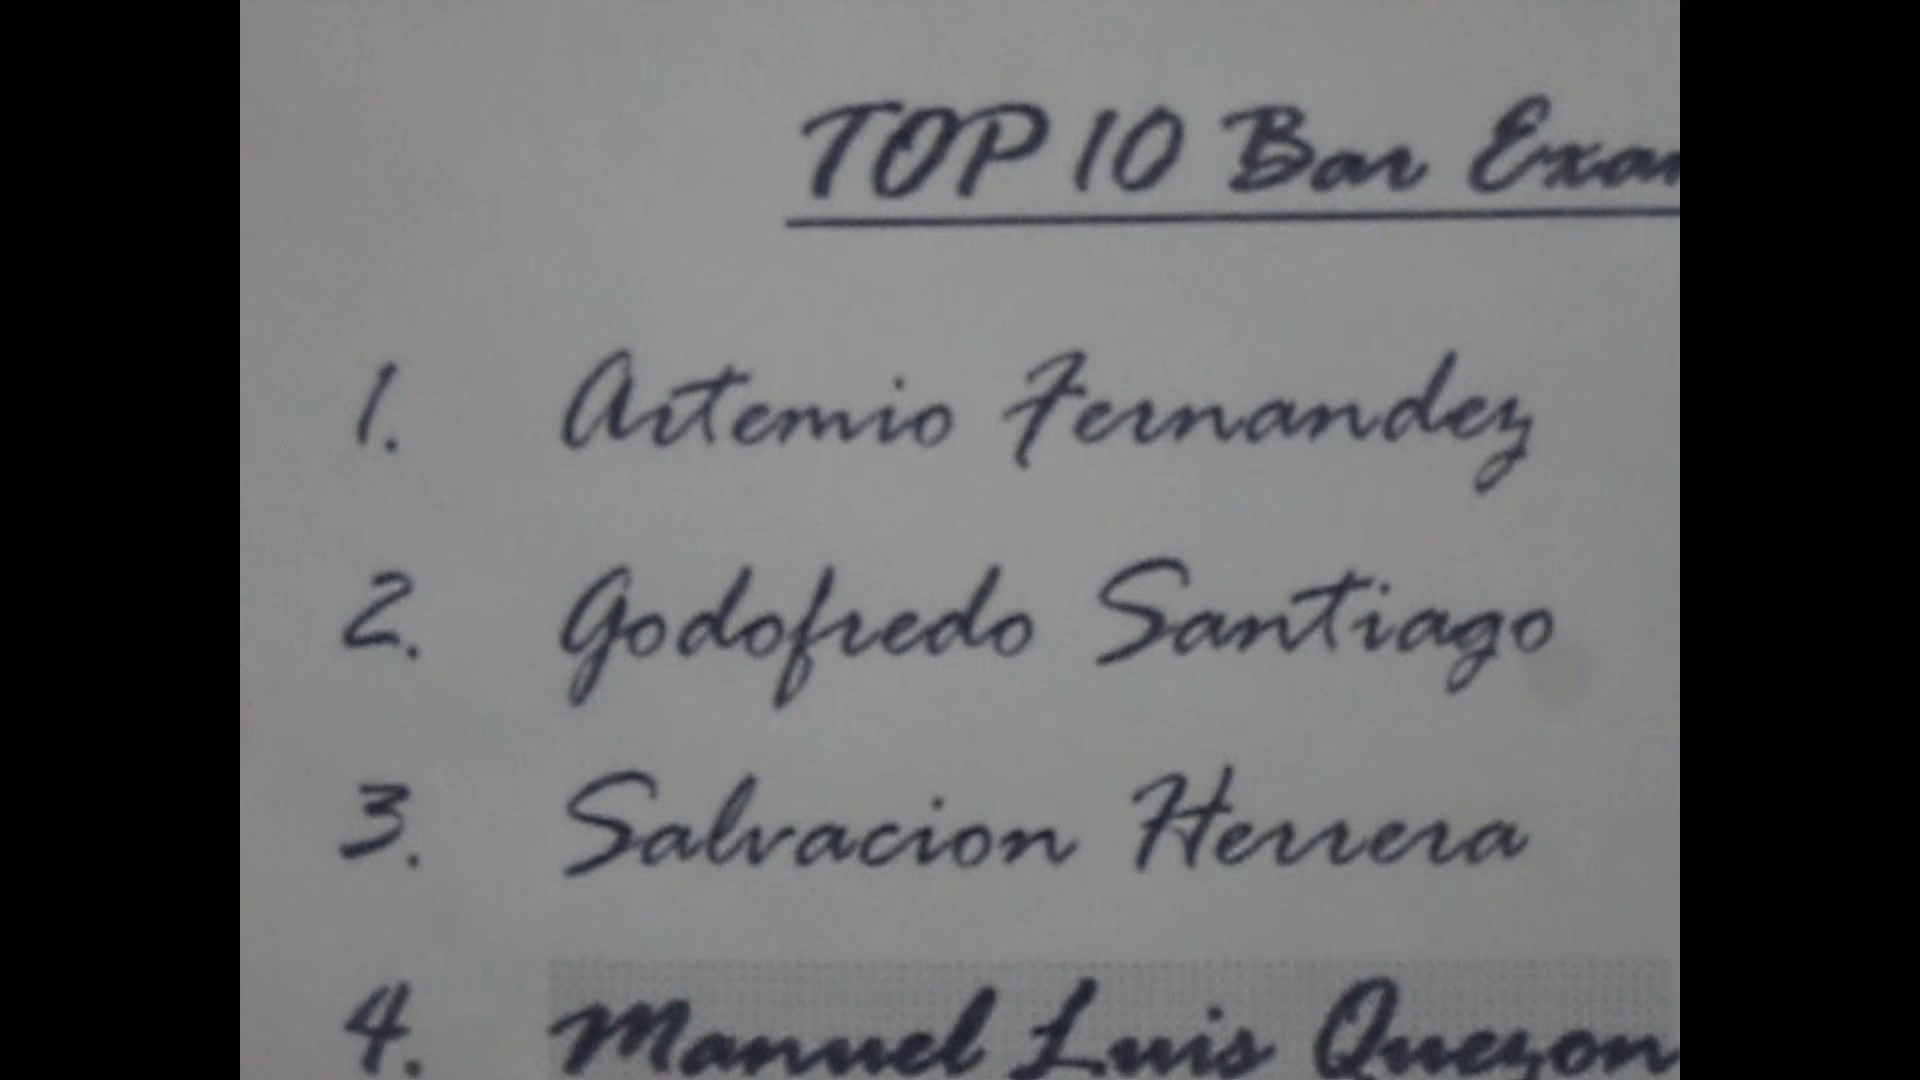 TOP 10 Bar Exa
1. Artemio Fernandez
2. Godofredo Santiago
3. Salvacion Herrera
4. Manuel Luis Quezon